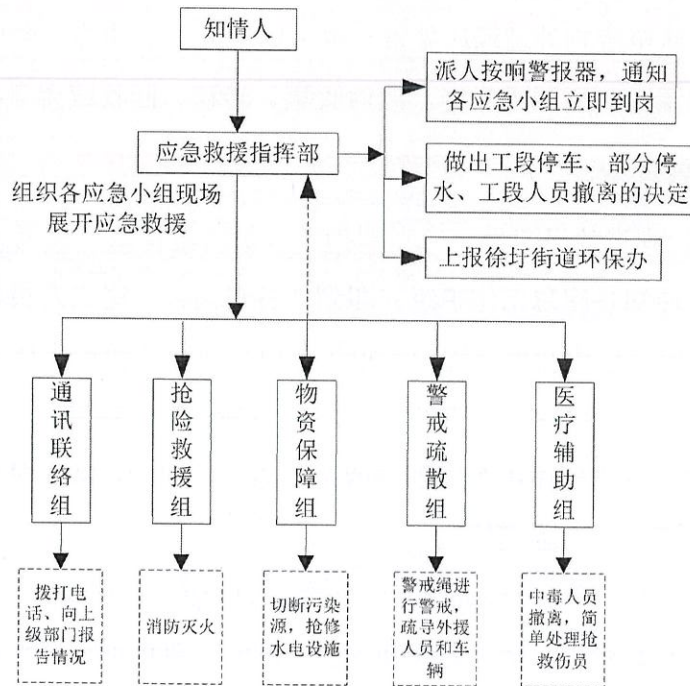 知情人
派人按响警报器，通知
各应急小组立即到岗
应急救援指挥部
做出工段停车、部分停
水、工段人员撤离的决定
组织各应急小组现场
展开应急救援
上报徐圩街道环保办
通讯联络组
抢险救援组
物资保障组
警戒疏散组
医疗辅助组
拨打电
话、向上
级部门报
告情况
消防灭火
切断污染
源，抢修
水电设施
警戒绳进
行警戒，
疏导外援
人员和车
辆
中毒人员
撤离，简
单处理抢
救伤员